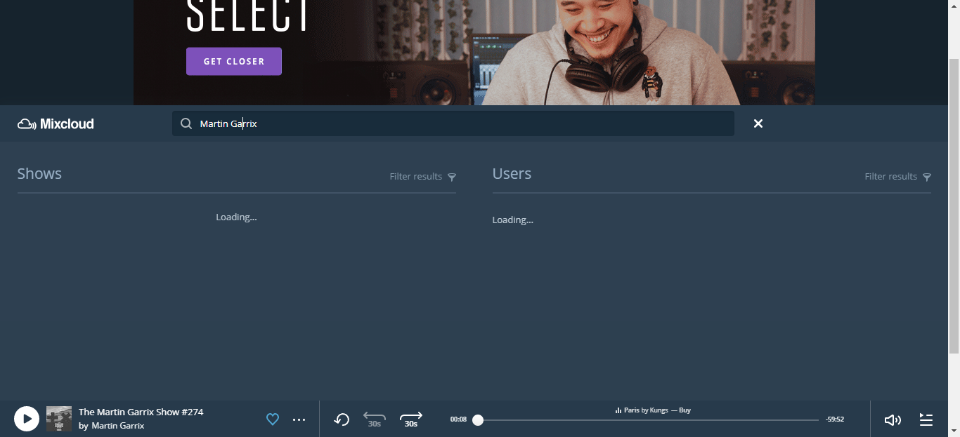 SELECT
GET CLOSER
Mixcloud
Martin Garrix
Shows
Filter results
Users
Filter results
Loading...
Loading...
The Martin Garrix Show #274
by Martin Garrix
30s
30s
00:08
Paris by Kungs — Buy
-59:52